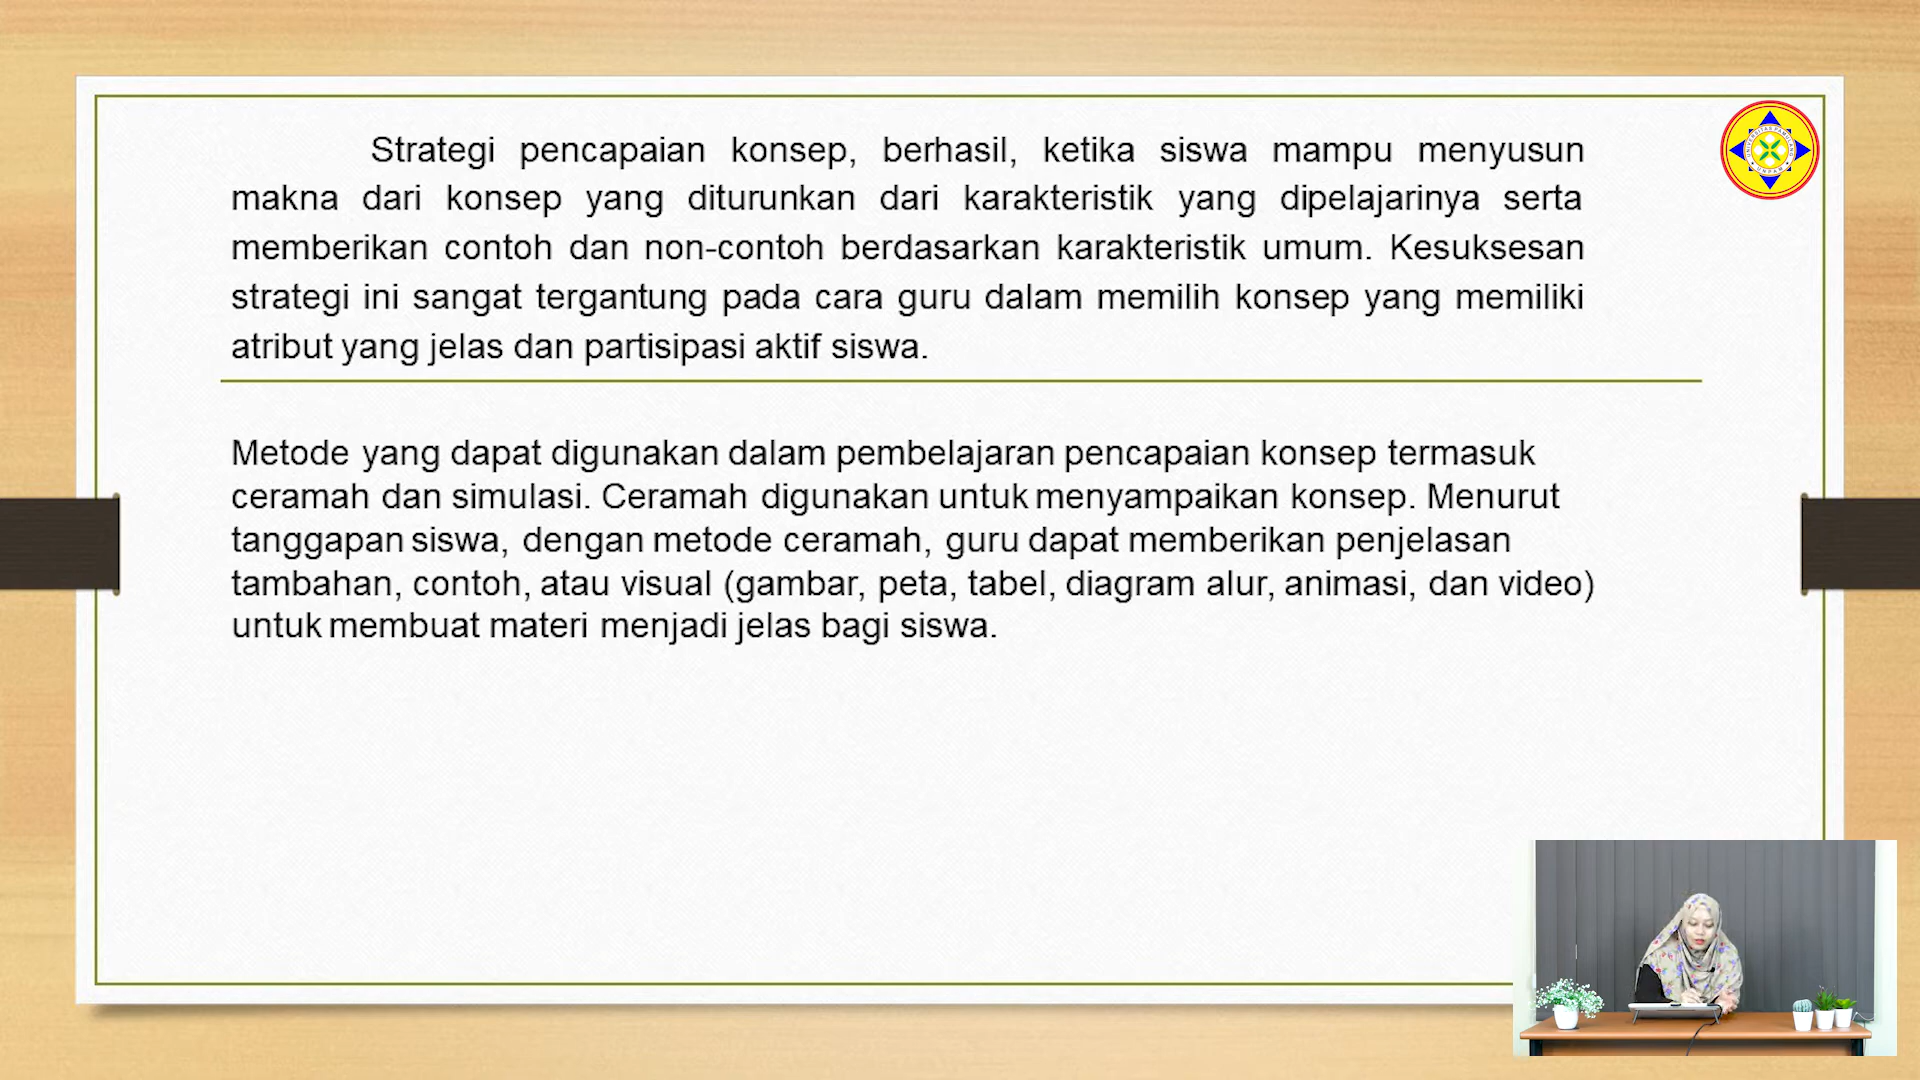 Strategi pencapaian konsep, berhasil, ketika siswa mampu menyusun
makna dari konsep yang diturunkan dari karakteristik yang dipelajarinya serta
memberikan contoh dan non-contoh berdasarkan karakteristik umum. Kesuksesan
strategi ini sangat tergantung pada cara guru dalam memilih konsep yang memiliki
atribut yang jelas dan partisipasi aktif siswa.
Metode yang dapat digunakan dalam pembelajaran pencapaian konsep termasuk
ceramah dan simulasi. Ceramah digunakan untuk menyampaikan konsep. Menurut
tanggapan siswa, dengan metode ceramah, guru dapat memberikan penjelasan
tambahan, contoh, atau visual (gambar, peta, tabel, diagram alur, animasi, dan video)
untuk membuat materi menjadi jelas bagi siswa.